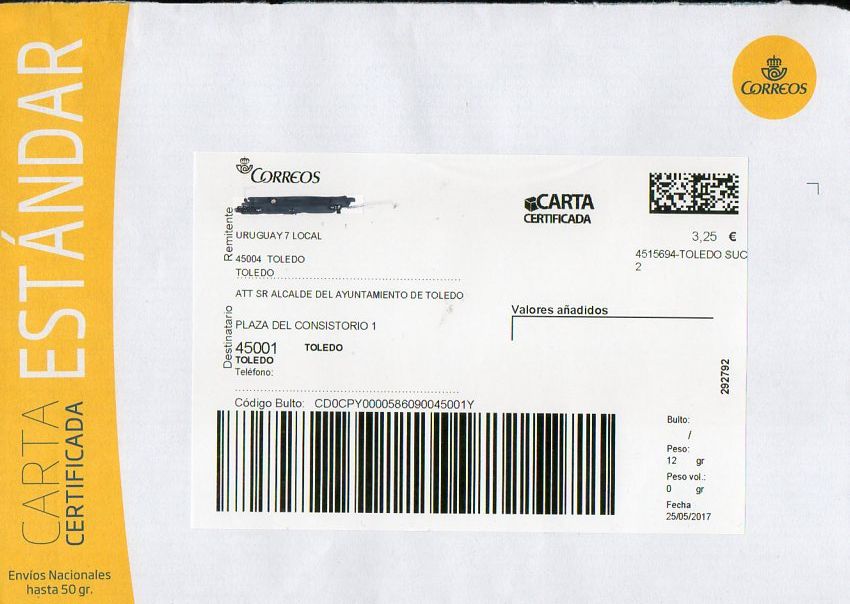 CARTA
CERTIFICADA
ESTÁNDAR
Envíos Nacionales
hasta 50 gr.
CORREOS
CORREOS
Remitente
URUGUAY 7 LOCAL
45004 TOLEDO
TOLEDO
CARTA
CERTIFICADA
3,25 €
4515694-TOLEDO SUC
2
Destinatario
ATT SR ALCALDE DEL AYUNTAMIENTO DE TOLEDO
PLAZA DEL CONSISTORIO 1
45001 TOLEDO
TOLEDO
Teléfono:
Valores añadidos
292792
Código Bulto: CD0CPY0000586090045001Y
Bulto:
/
Peso:
12 gr
Peso vol.:
0 gr
Fecha
25/05/2017